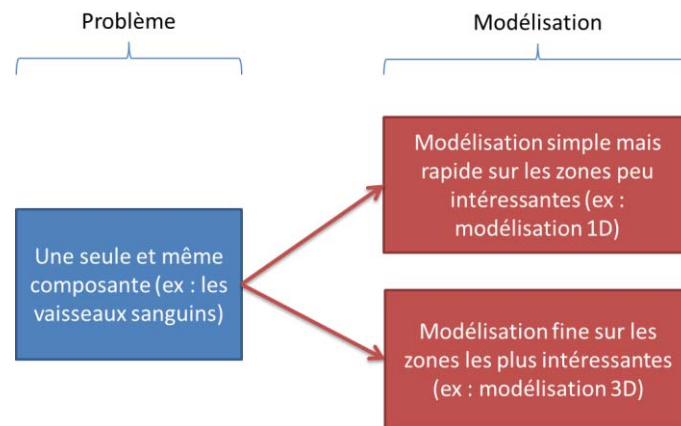 Problème
Modélisation
Une seule et même
composante (ex : les
vaisseaux sanguins)
Modélisation simple mais
rapide sur les zones peu
intéressantes (ex :
modélisation 1D)
Modélisation fine sur les
zones les plus intéressantes
(ex : modélisation 3D)